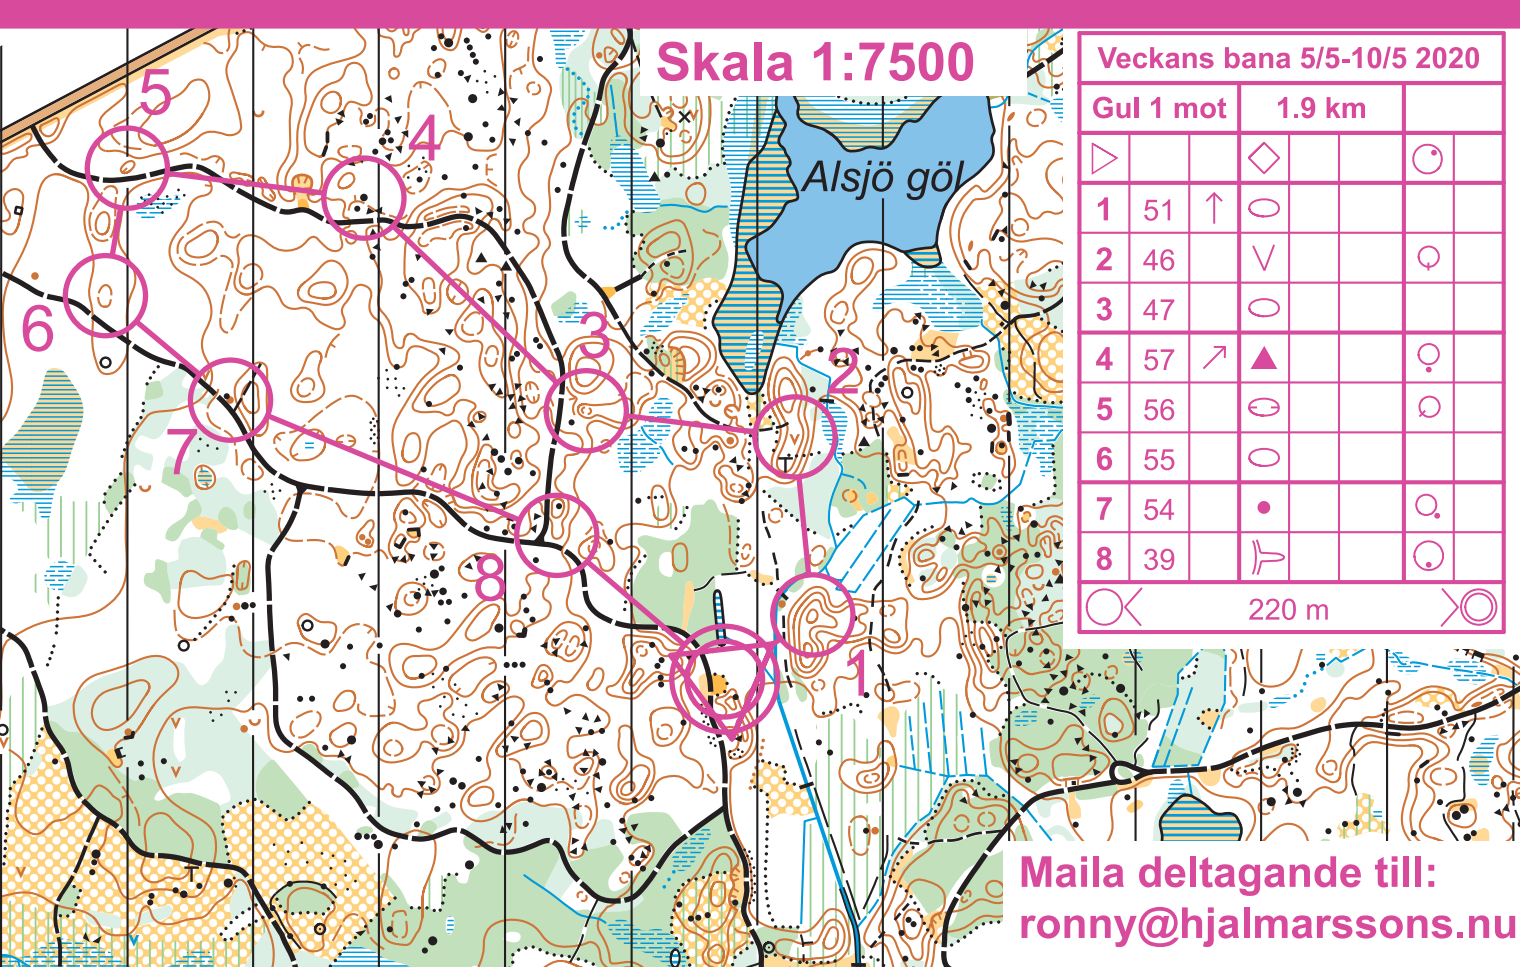 Skala 1:7500
Veckans bana 5/5-10/5 2020
Gul 1 mot 1.9 km
1 51
2 46
3 47
4 57
5 56
6 55
7 54
8 39
220 m
Alsjö göl
5
4
6
3
2
7
8
1
Maila deltagande till:
ronny@hjalmarssons.nu